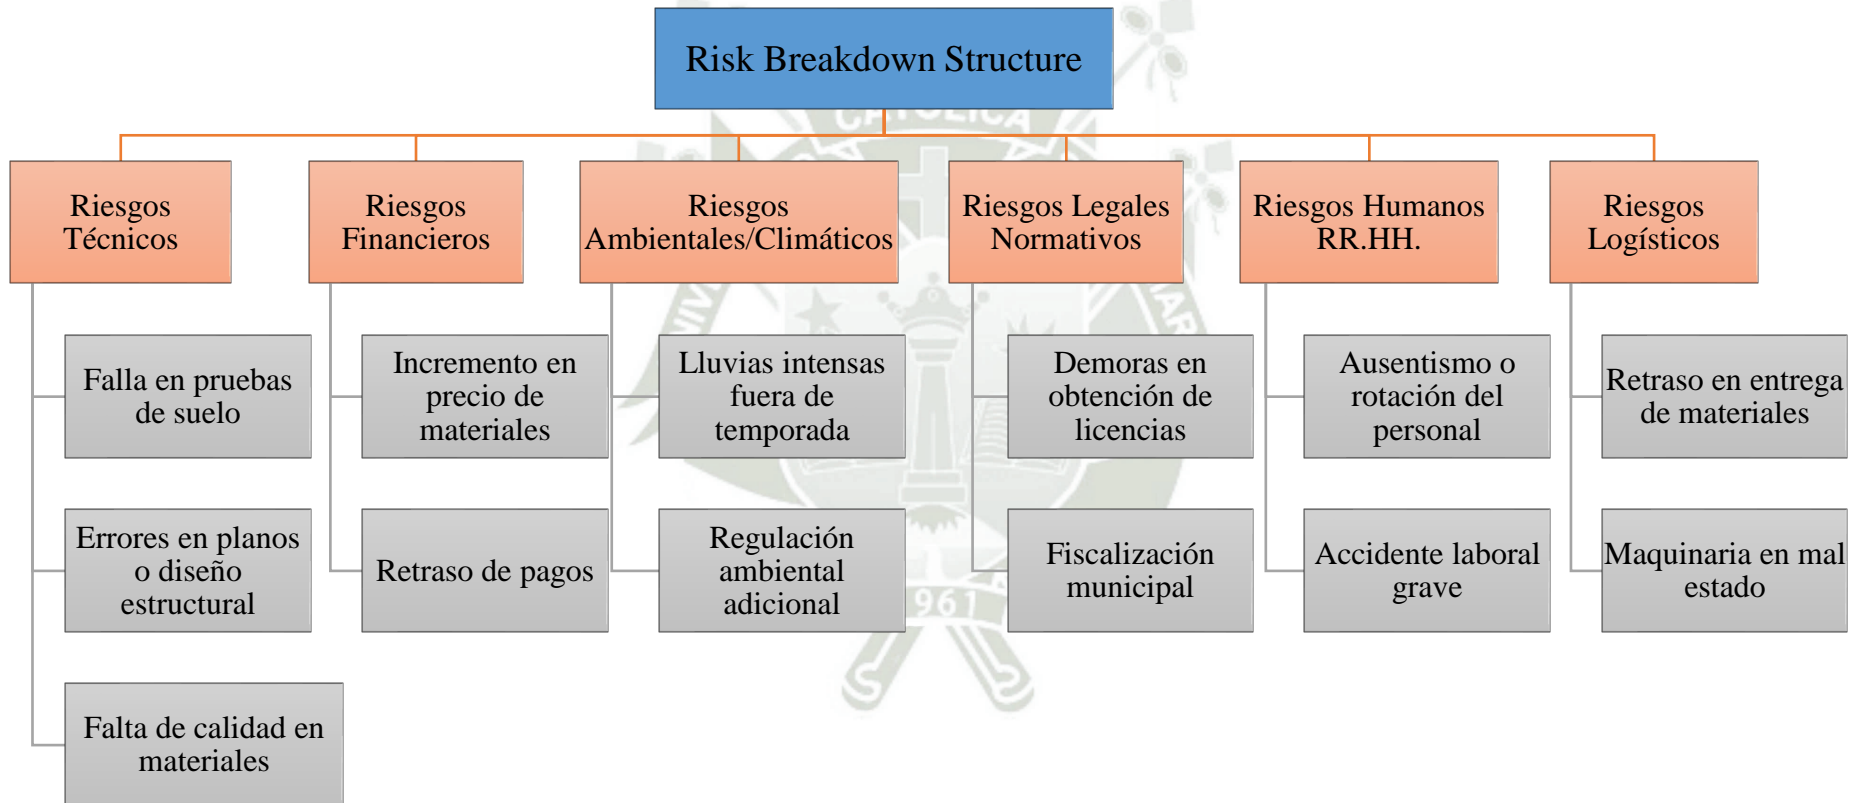 Risk Breakdown Structure
CATOLICA
Riesgos
Técnicos
Riesgos
Financieros
Riesgos
Ambientales/Climáticos
Riesgos Legales
Normativos
Riesgos Humanos
RR.HH.
Riesgos
Logísticos
Falla en pruebas
de suelo
Errores en planos
o diseño
estructural
Falta de calidad en
materiales
Incremento en
precio de
materiales
Retraso de pagos
Lluvias intensas
fuera de
temporada
Regulación
ambiental
adicional
Demoras en
obtención de
licencias
Fiscalización
municipal
Ausentismo o
rotación del
personal
Accidente laboral
grave
Retraso en entrega
de materiales
Maquinaria en mal
estado
961